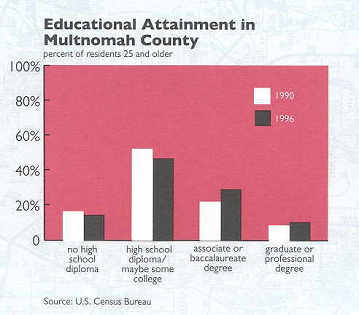 Educational Attainment in
Multnomah County
percent of residents 25 and older
100%
80%
60%
40%
20%
0
1990
1996
no high
school
diploma
high school
diploma/
maybe some
college
associate or
baccalaureate
degree
graduate or
professional
degree
Source: U.S. Census Bureau